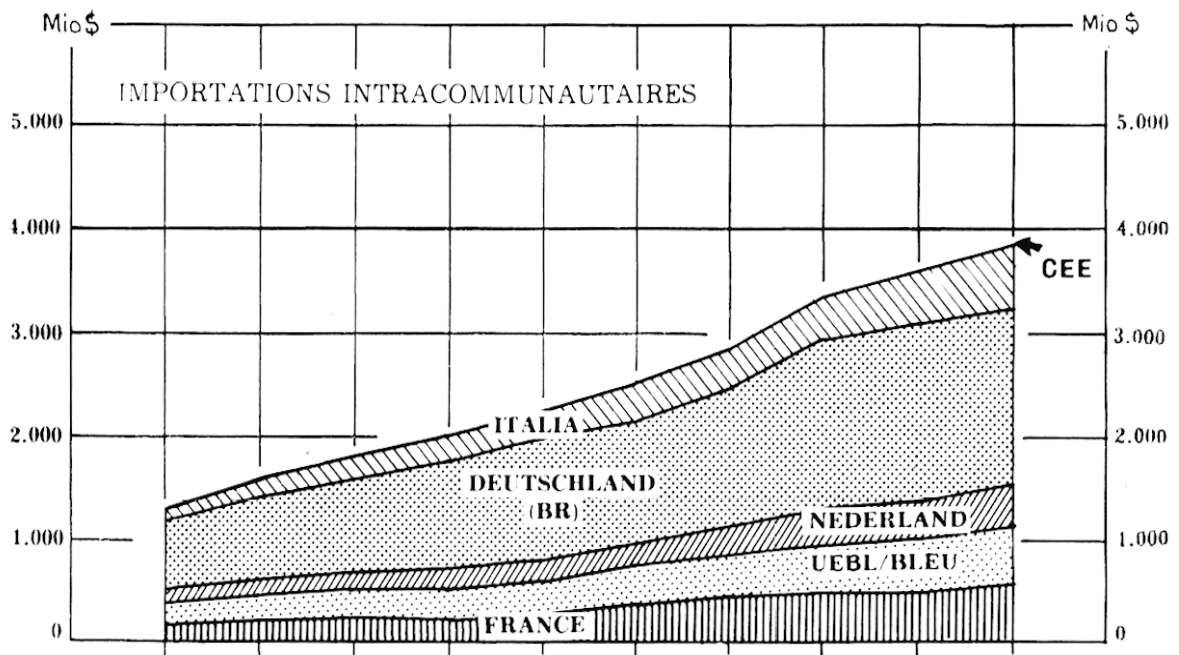 Mio $ Mio $
IMPORTATIONS INTRACOMMUNAUTAIRES
5.000 5.000
4.000 4.000
CEE
3.000 3.000
ITALIA
2.000 2.000
DEUTSCHLAND
(BR)
NEDERLAND
1.000 1.000
UEBL/BLEU
FRANCE
0 0